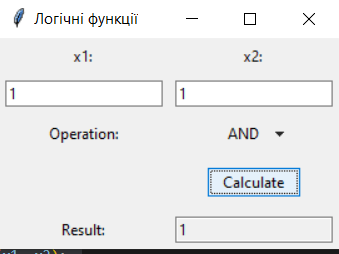 Логічні функції
x1: x2:
1 1
Operation: AND
Calculate
Result: 1